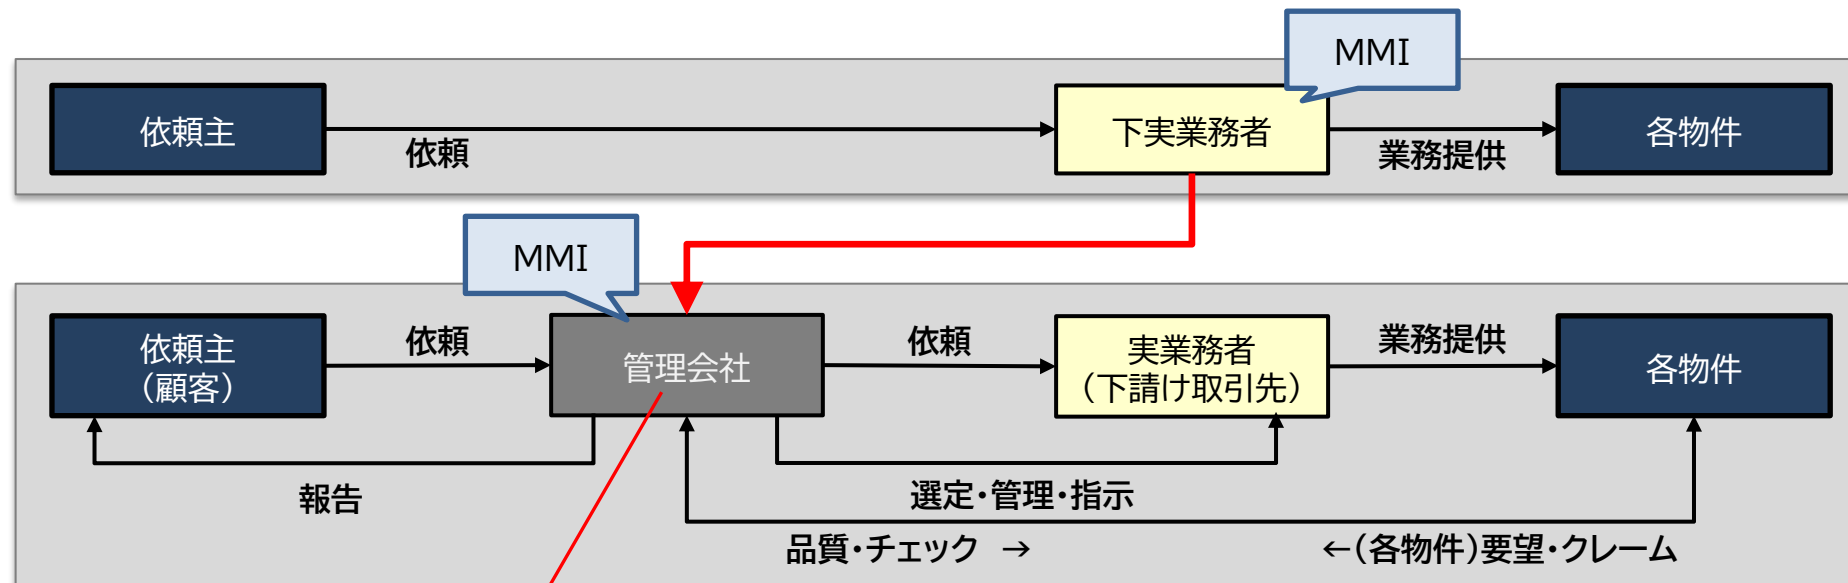 MMI
依頼主
依頼
下実業務者
業務提供
各物件
MMI
依頼主
（顧客）
依頼
管理会社
依頼
実業務者
（下請け取引先）
業務提供
各物件
報告
選定・管理・指示
品質・チェック →
←（各物件）要望・クレーム